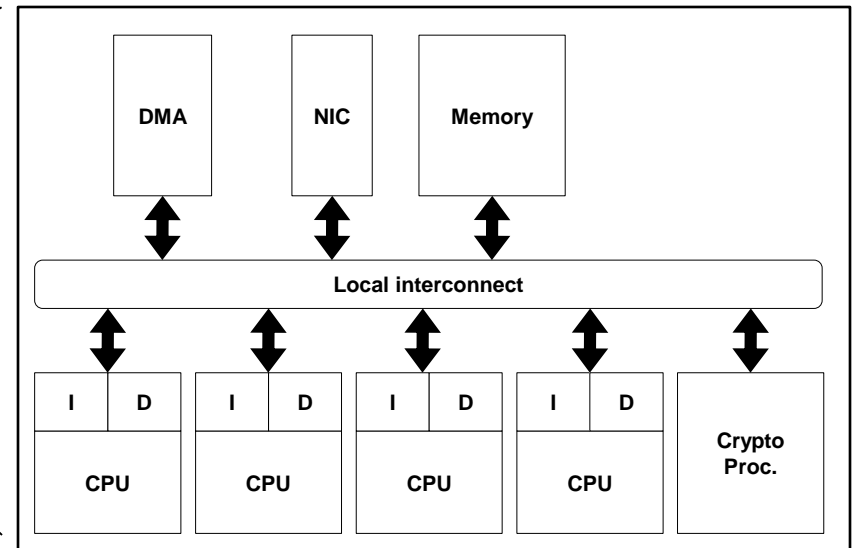 DMA
NIC
Memory
Local interconnect
I D I D I D I D
CPU CPU CPU CPU
Crypto
Proc.